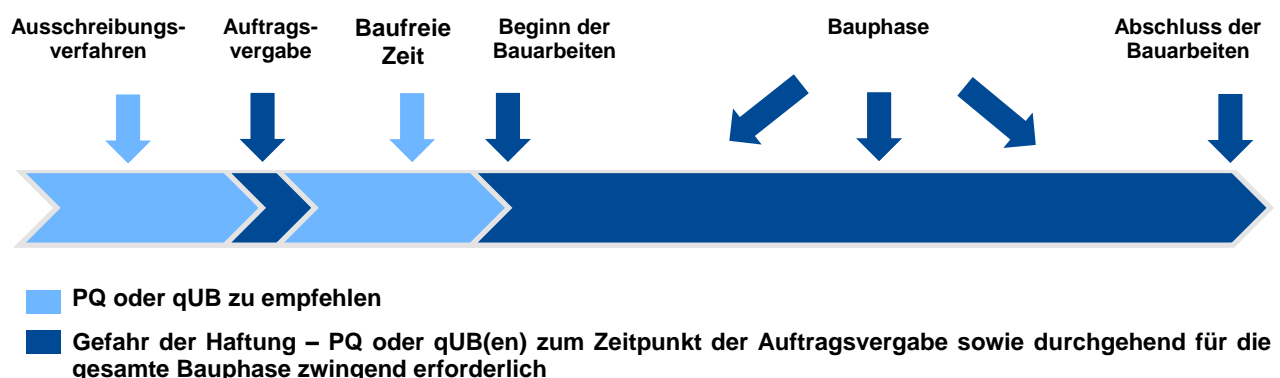 Ausschreibungs-
verfahren
Auftrags-
vergabe
Baufreie
Zeit
Beginn der
Bauarbeiten
Bauphase
Abschluss der
Bauarbeiten
PQ oder qUB zu empfehlen
Gefahr der Haftung – PQ oder qUB(en) zum Zeitpunkt der Auftragsvergabe sowie durchgehend für die
gesamte Bauphase zwingend erforderlich